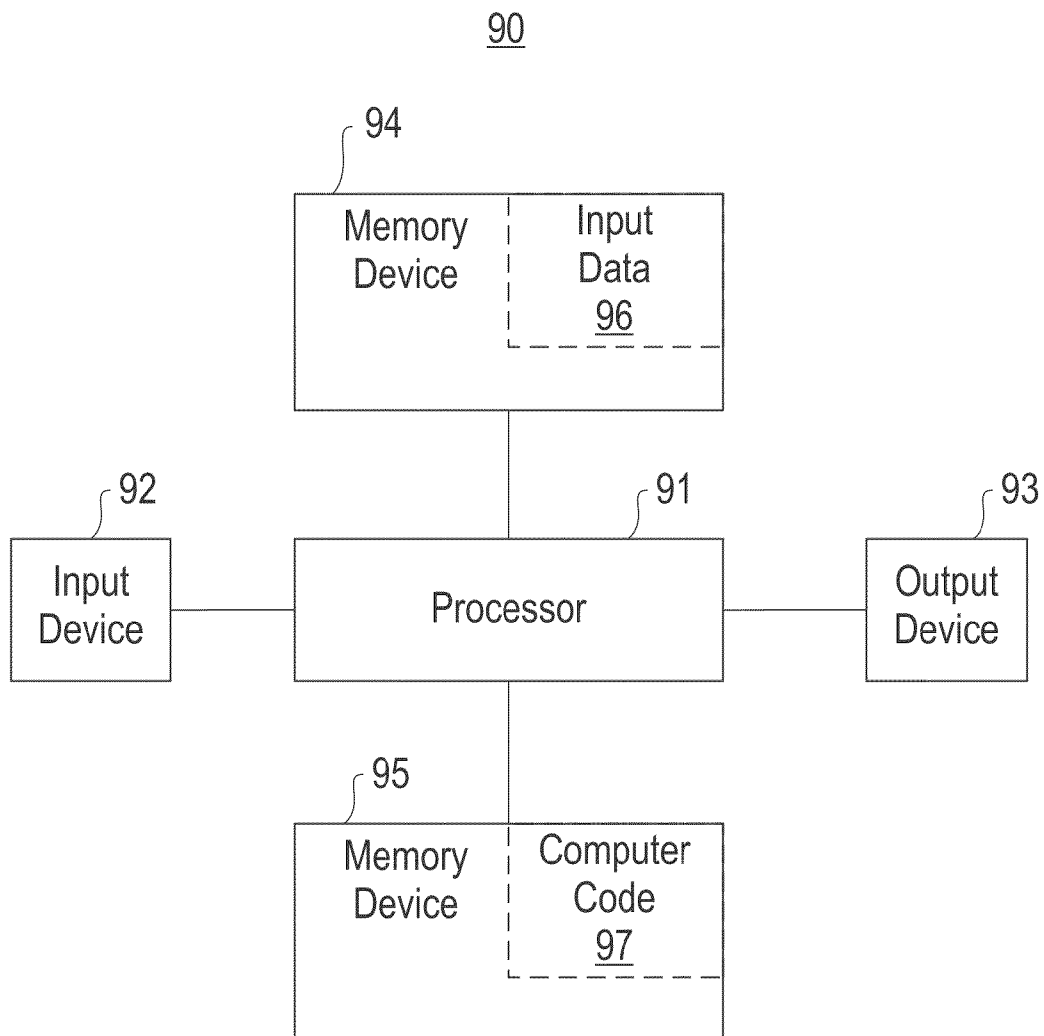 90
94
Memory
Device
Input
Data
96
92
91
93
Input
Device
Processor
Output
Device
95
Memory
Device
Computer
Code
97